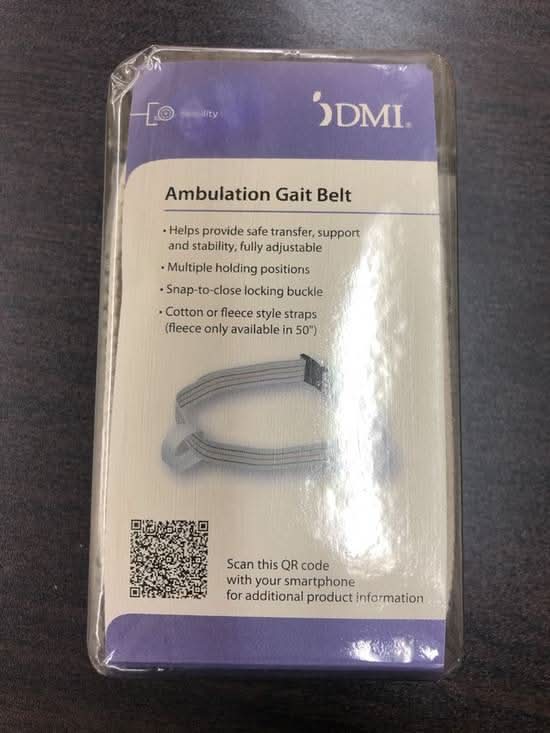 mobility
DMI®
Ambulation Gait Belt
• Helps provide safe transfer, support
and stability, fully adjustable
• Multiple holding positions
• Snap-to-close locking buckle
• Cotton or fleece style straps
(fleece only available in 50")
Scan this QR code
with your smartphone
for additional product information